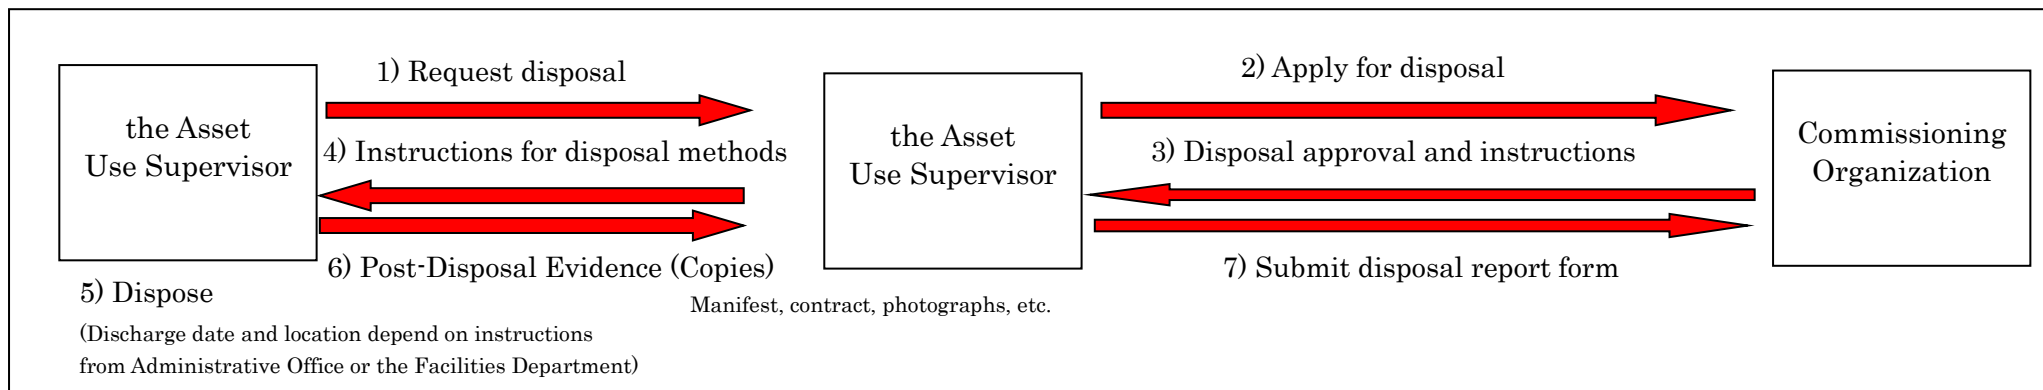 1) Request disposal
2) Apply for disposal
the Asset
Use Supervisor
the Asset
Use Supervisor
Commissioning
Organization
4) Instructions for disposal methods
3) Disposal approval and instructions
6) Post-Disposal Evidence (Copies)
7) Submit disposal report form
5) Dispose
Manifest, contract, photographs, etc.
(Discharge date and location depend on instructions
from Administrative Office or the Facilities Department)